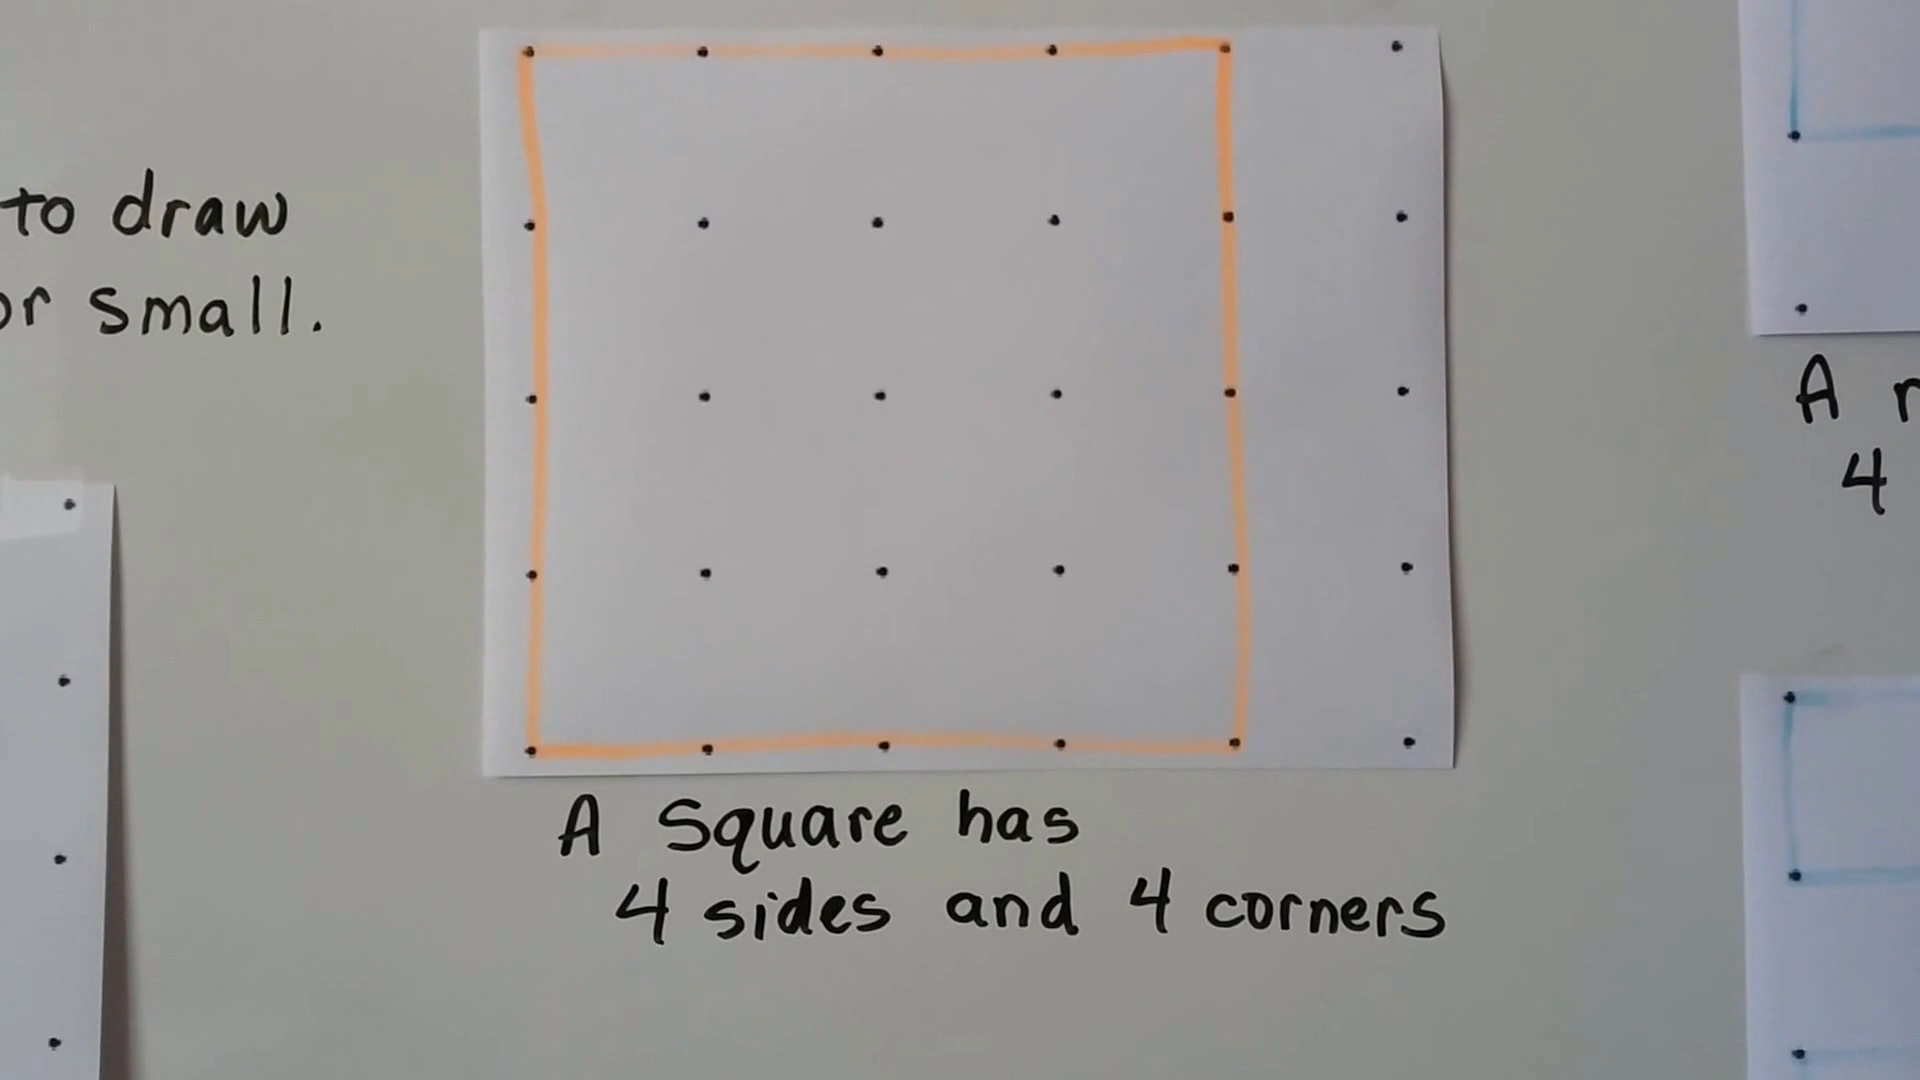 to draw
or small.
A Square has
4 sides and 4 corners
A
4